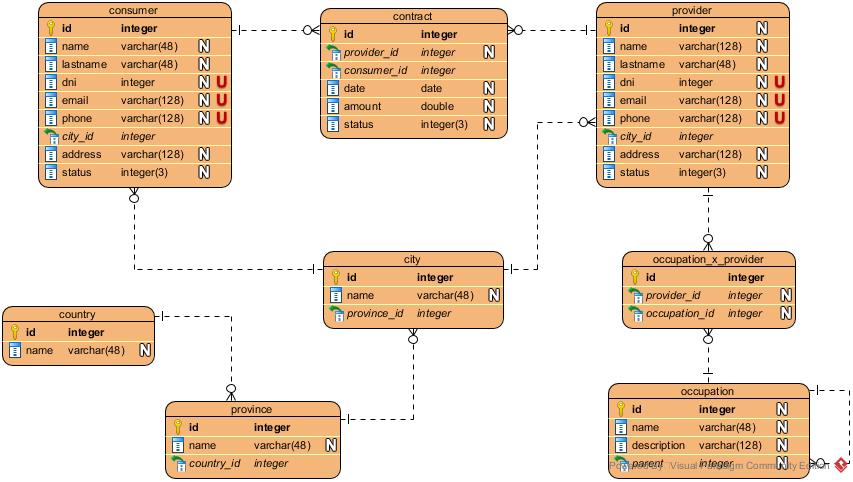 consumer
id integer
name varchar(48) N
lastname varchar(48) N
dni integer N U
email varchar(128) N U
phone varchar(128) N U
city_id integer
address varchar(128) N
status integer(3) N
contract
id integer
provider_id integer N
consumer_id integer
date date N
amount double N
status integer(3) N
provider
id integer N
name varchar(128) N
lastname varchar(48) N
dni integer N U
email varchar(128) N U
phone varchar(128) N U
city_id integer
address varchar(128) N
status integer(3) N
city
id integer
name varchar(48) N
province_id integer
occupation_x_provider
id integer
provider_id integer N
occupation_id integer N
country
id integer
name varchar(48) N
province
id integer
name varchar(48) N
country_id integer
occupation
id integer N
name varchar(48) N
description varchar(128) N
parent integer N
Powered By Visual Paradigm Community Edition